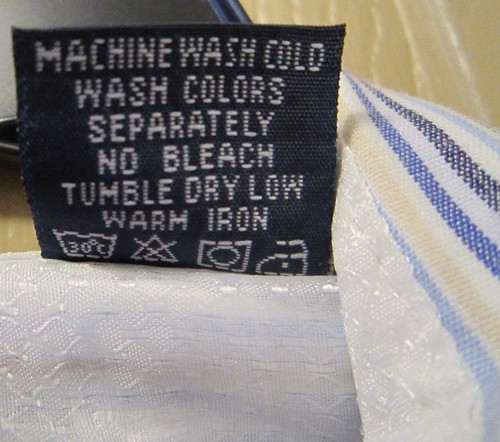 MACHINE WASH COLD
WASH COLORS
SEPARATELY
NO BLEACH
TUMBLE DRY LOW
WARM IRON
30°